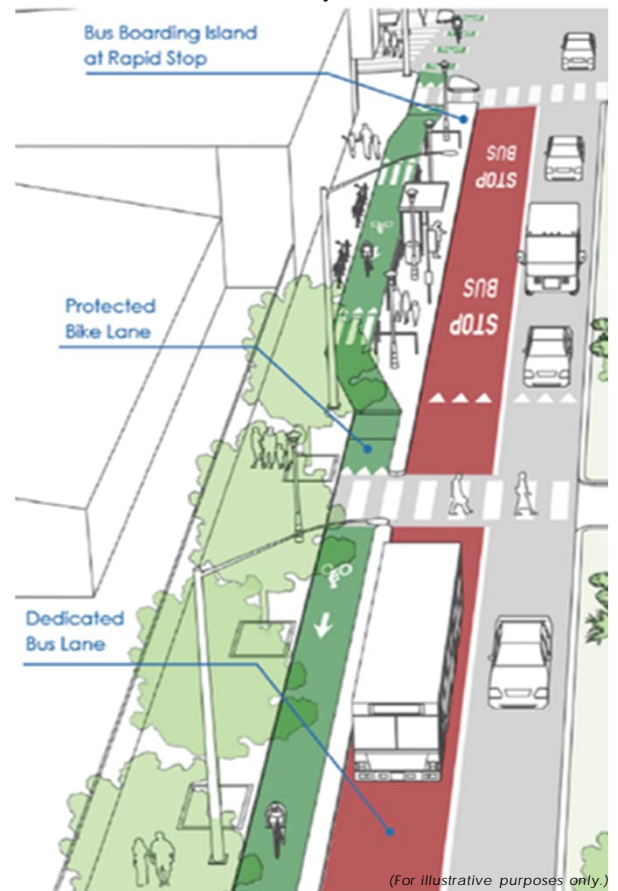 Bus Boarding Island
at Rapid Stop
BUS
STOP
BUS
STOP
Protected
Bike Lane
Dedicated
Bus Lane
(For illustrative purposes only.)